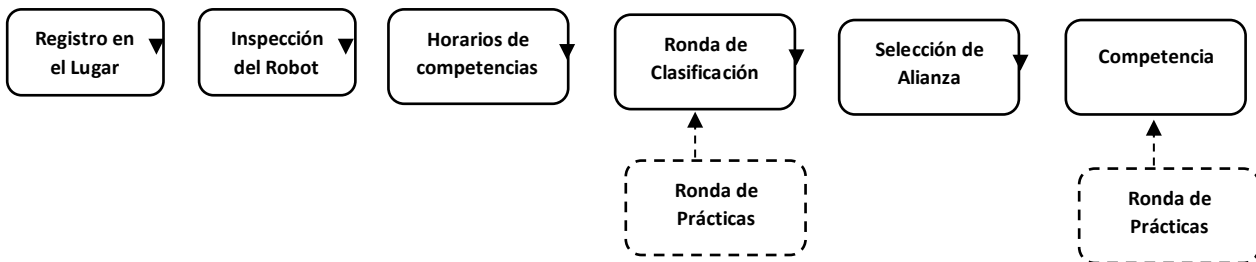 Registro en
el Lugar
Inspección
del Robot
Horarios de
competencias
Ronda de
Clasificación
Selección de
Alianza
Competencia
Ronda de
Prácticas
Ronda de
Prácticas